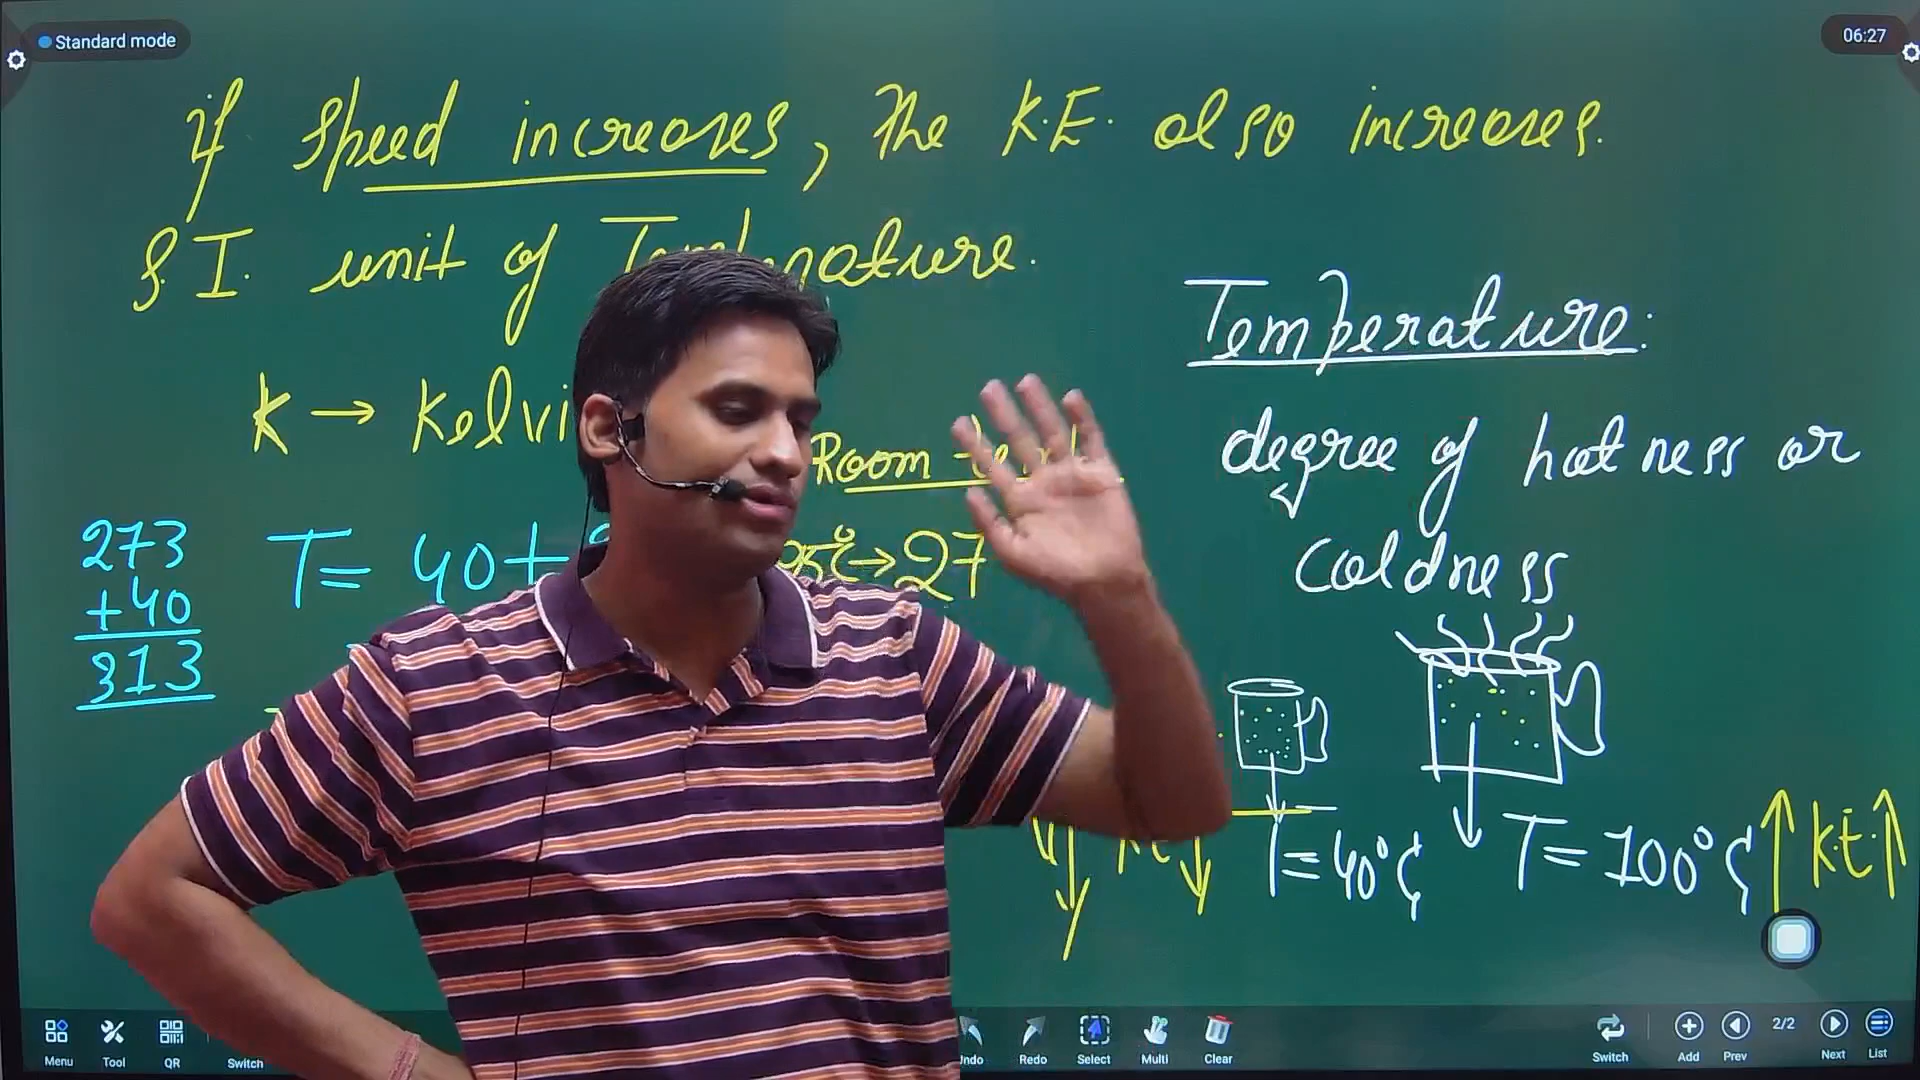 Standard mode
06:27
if speed increases, the K.E. also increases.
S.I. unit of
K → Kelvi
Room
Temperature:
degree of hotness or
coldness
273
+40
313
T= 40+
25°C→27
T=40°C
T=100°C
K.E.
Menu Tool QR Switch Undo Redo Select Multi Clear Switch Add Prev 2/2 Next List